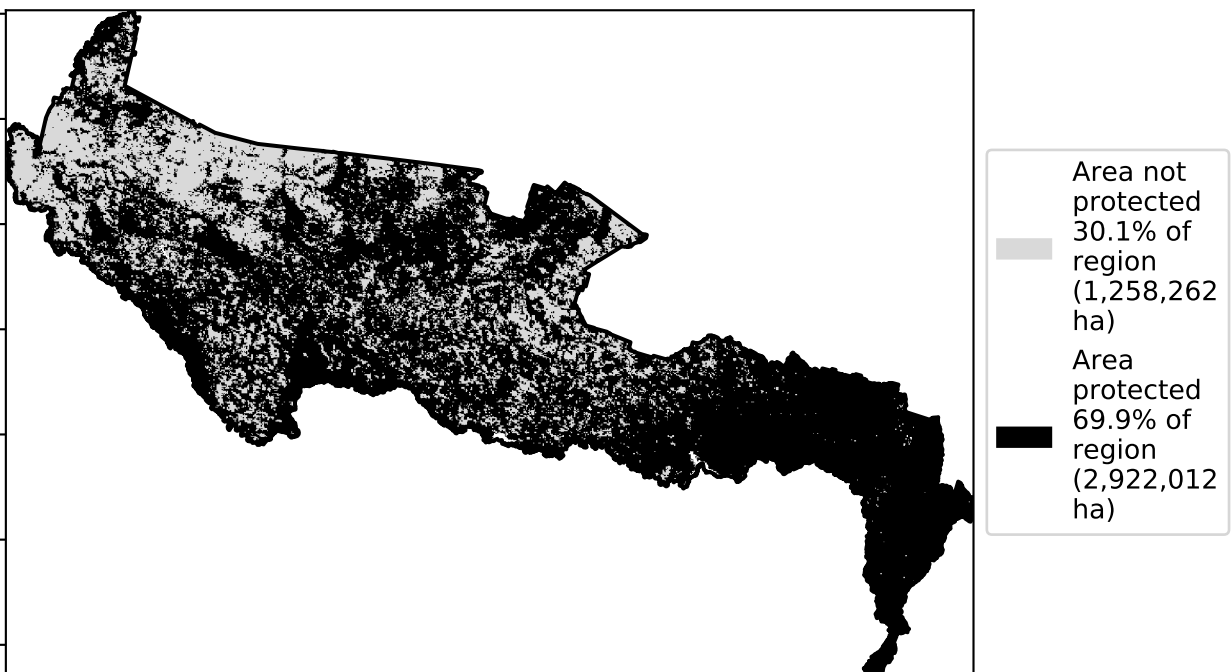 Area not
protected
30.1% of
region
(1,258,262
ha)
Area
protected
69.9% of
region
(2,922,012
ha)